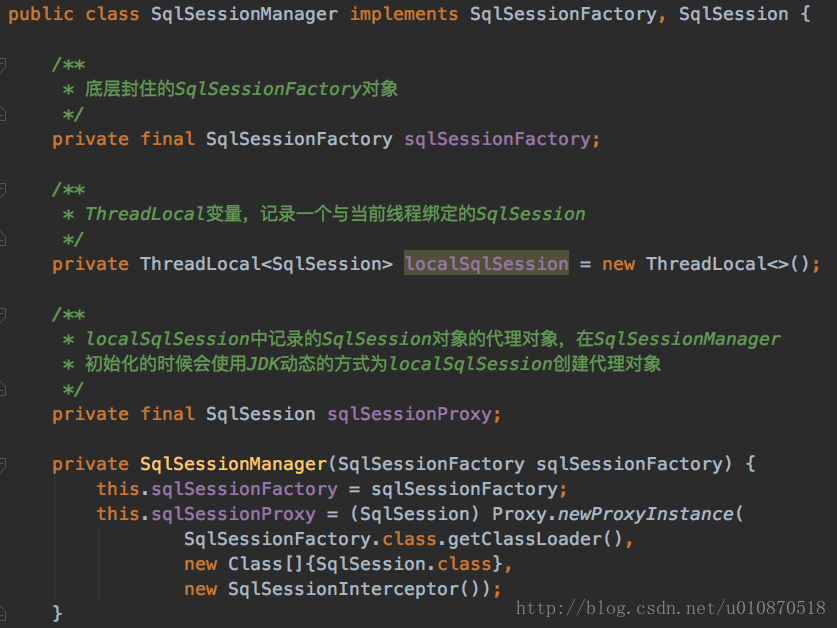 public class SqlSessionManager implements SqlSessionFactory, SqlSession {
/**
* 底层封住的SqlSessionFactory对象
*/
private final SqlSessionFactory sqlSessionFactory;
/**
* ThreadLocal变量，记录一个与当前线程绑定的SqlSession
*/
private ThreadLocal<SqlSession> localSqlSession = new ThreadLocal<>();
/**
* localSqlSession中记录的SqlSession对象的代理对象，在SqlSessionManager
* 初始化的时候会使用JDK动态的方式为localSqlSession创建代理对象
*/
private final SqlSession sqlSessionProxy;
private SqlSessionManager(SqlSessionFactory sqlSessionFactory) {
this.sqlSessionFactory = sqlSessionFactory;
this.sqlSessionProxy = (SqlSession) Proxy.newProxyInstance(
SqlSessionFactory.class.getClassLoader(),
new Class[]{SqlSession.class},
new SqlSessionInterceptor());
}
http://blog.csdn.net/u010870518